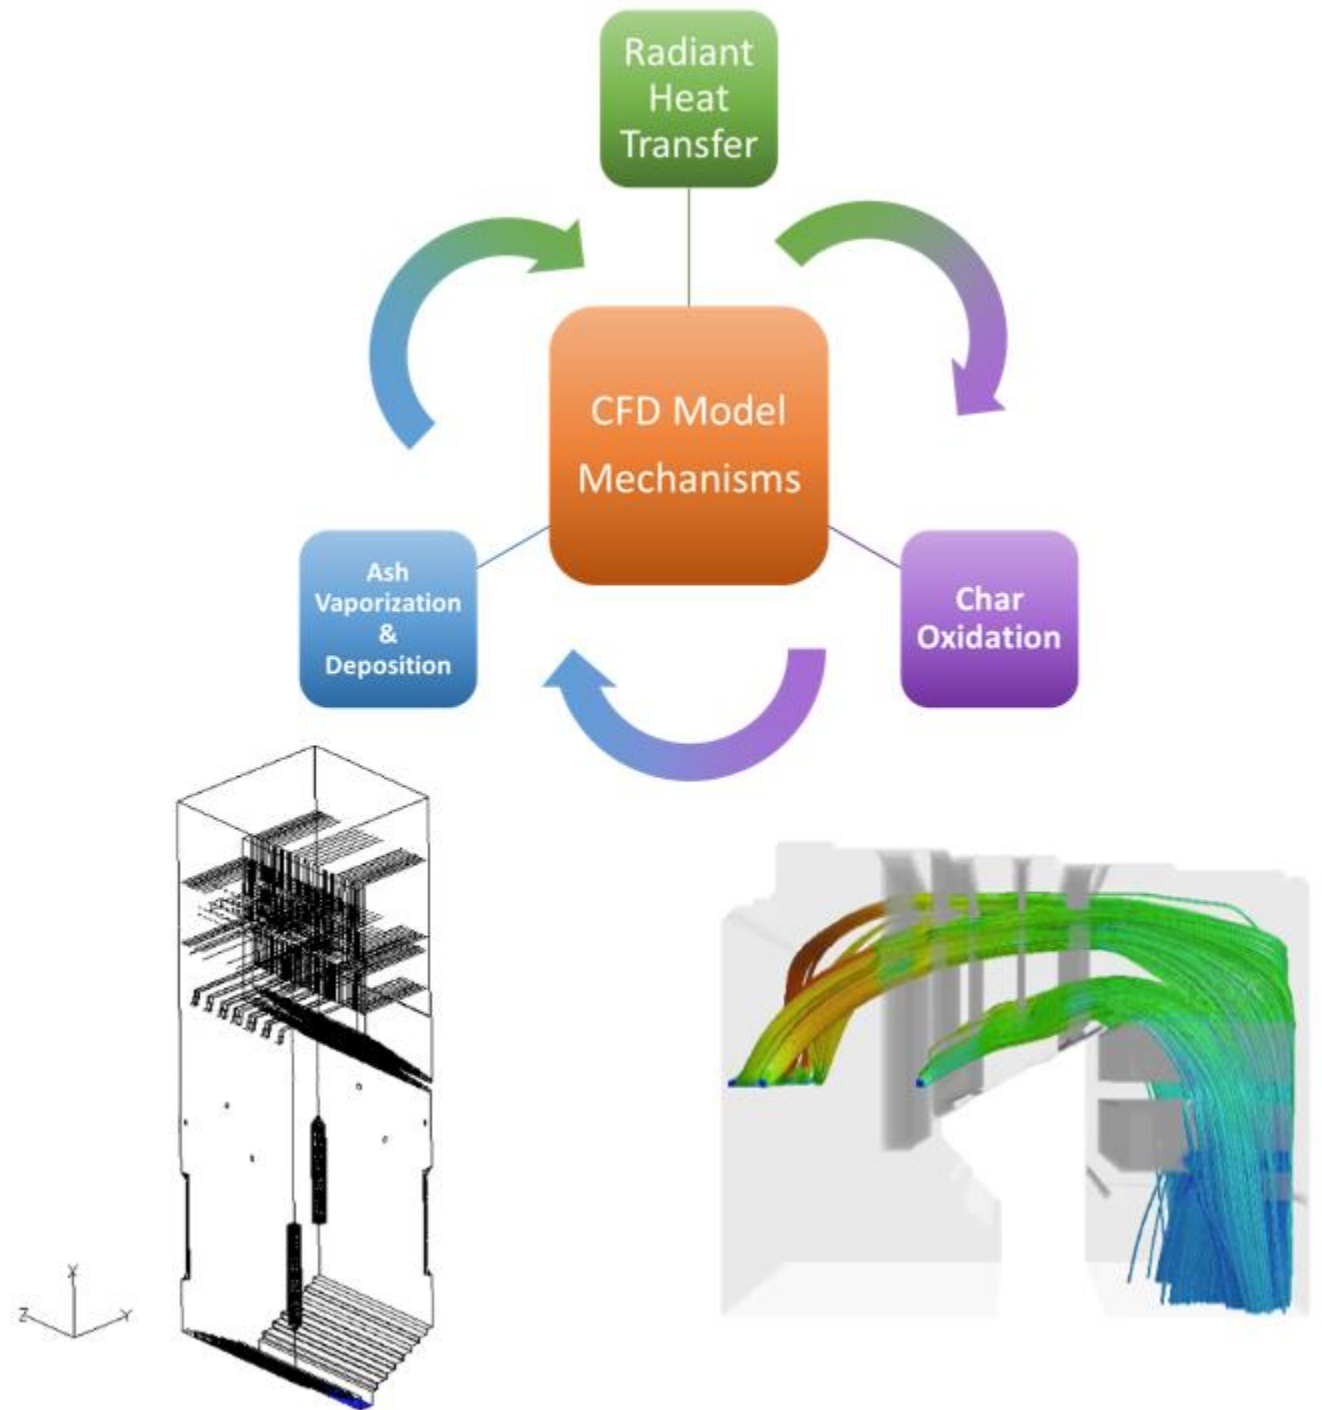 Radiant
Heat
Transfer
CFD Model
Mechanisms
Ash
Vaporization
&
Deposition
Char
Oxidation
X
Z
Y